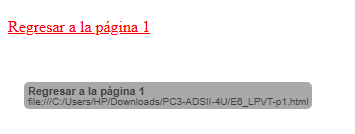 Regresar a la página 1
Regresar a la página 1
file:///C:/Users/HP/Downloads/PC3-ADSII-4U/E6_LPVT-p1.html